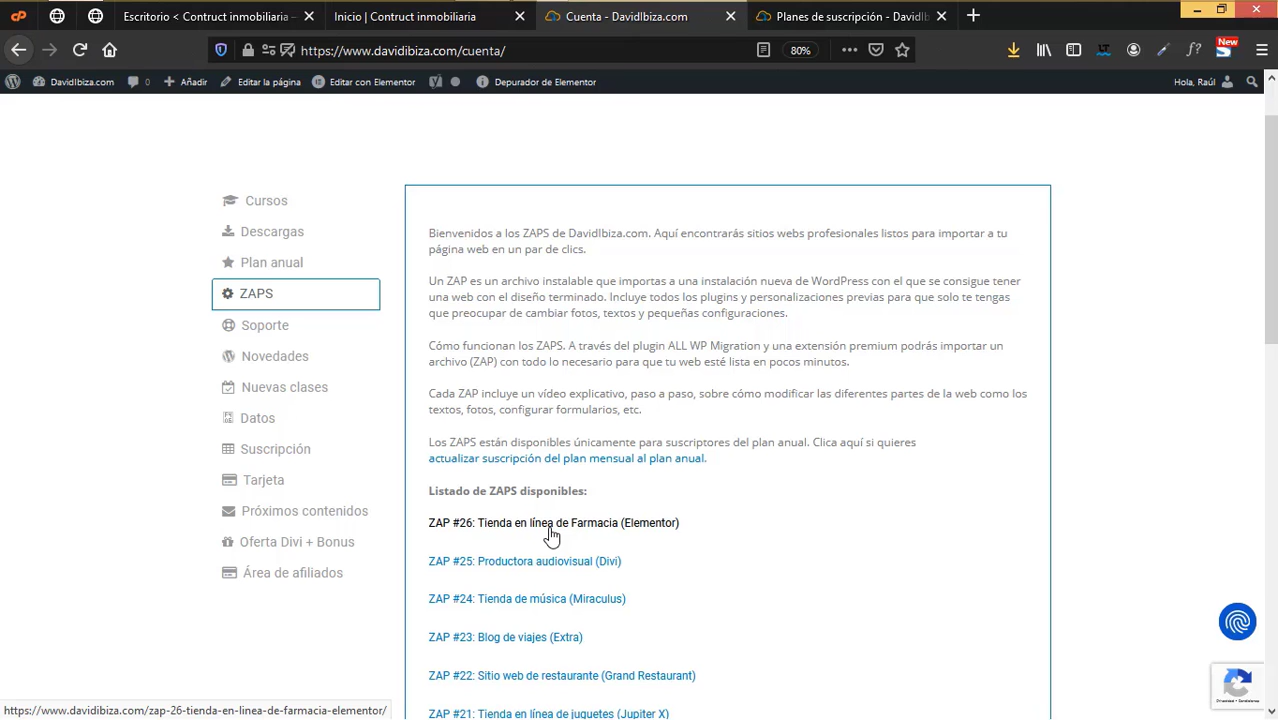 Escritorio < Contruct inmobiliaria –
Inicio | Contruct inmobiliaria
Cuenta - DavidIbiza.com
Planes de suscripción - DavidIb
https://www.davidibiza.com/cuenta/
80%
New
DavidIbiza.com
0
Añadir
Editar la página
Editar con Elementor
Depurador de Elementor
Hola, Raúl
Cursos
Descargas
Plan anual
ZAPS
Soporte
Novedades
Nuevas clases
Datos
Suscripción
Tarjeta
Próximos contenidos
Oferta Divi + Bonus
Área de afiliados
Bienvenidos a los ZAPS de DavidIbiza.com. Aquí encontrarás sitios webs profesionales listos para importar a tu
página web en un par de clics.
Un ZAP es un archivo instalable que importas a una instalación nueva de WordPress con el que se consigue tener
una web con el diseño terminado. Incluye todos los plugins y personalizaciones previas para que solo te tengas
que preocupar de cambiar fotos, textos y pequeñas configuraciones.
Cómo funcionan los ZAPS. A través del plugin ALL WP Migration y una extensión premium podrás importar un
archivo (ZAP) con todo lo necesario para que tu web esté lista en pocos minutos.
Cada ZAP incluye un vídeo explicativo, paso a paso, sobre cómo modificar las diferentes partes de la web como los
textos, fotos, configurar formularios, etc.
Los ZAPS están disponibles únicamente para suscriptores del plan anual. Clica aquí si quieres
actualizar suscripción del plan mensual al plan anual.
Listado de ZAPS disponibles:
ZAP #26: Tienda en línea de Farmacia (Elementor)
ZAP #25: Productora audiovisual (Divi)
ZAP #24: Tienda de música (Miraculus)
ZAP #23: Blog de viajes (Extra)
ZAP #22: Sitio web de restaurante (Grand Restaurant)
ZAP #21: Tienda en línea de juguetes (Jupiter X)
https://www.davidibiza.com/zap-26-tienda-en-linea-de-farmacia-elementor/